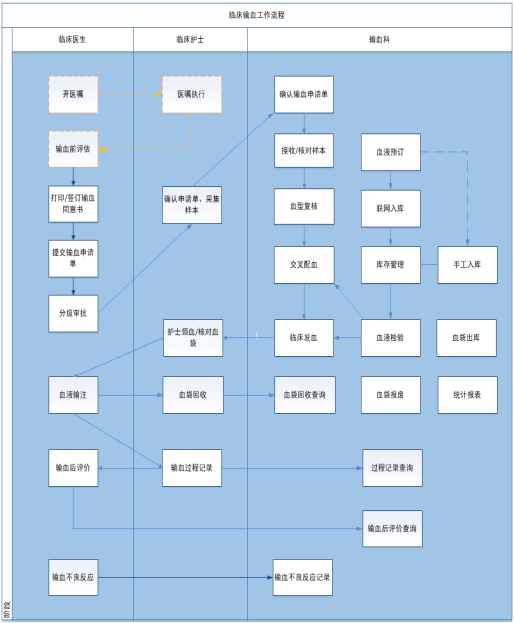 临床输血工作流程
临床医生
临床护士
输血科
开医嘱
医嘱执行
确认输血申请单
输血前评估
接收/核对样本
血液预订
打印/签订输血
同意书
确认申请单、采集
样本
血型复核
联网入库
提交输血申请
单
交叉配血
库存管理
手工入库
分级审批
护士领血/核对血
袋
临床发血
血液检验
血袋出库
血液输注
血袋回收
血袋回收查询
血袋报废
统计报表
输血后评价
输血过程记录
过程记录查询
输血后评价查询
输血不良反应
输血不良反应记录
阶段